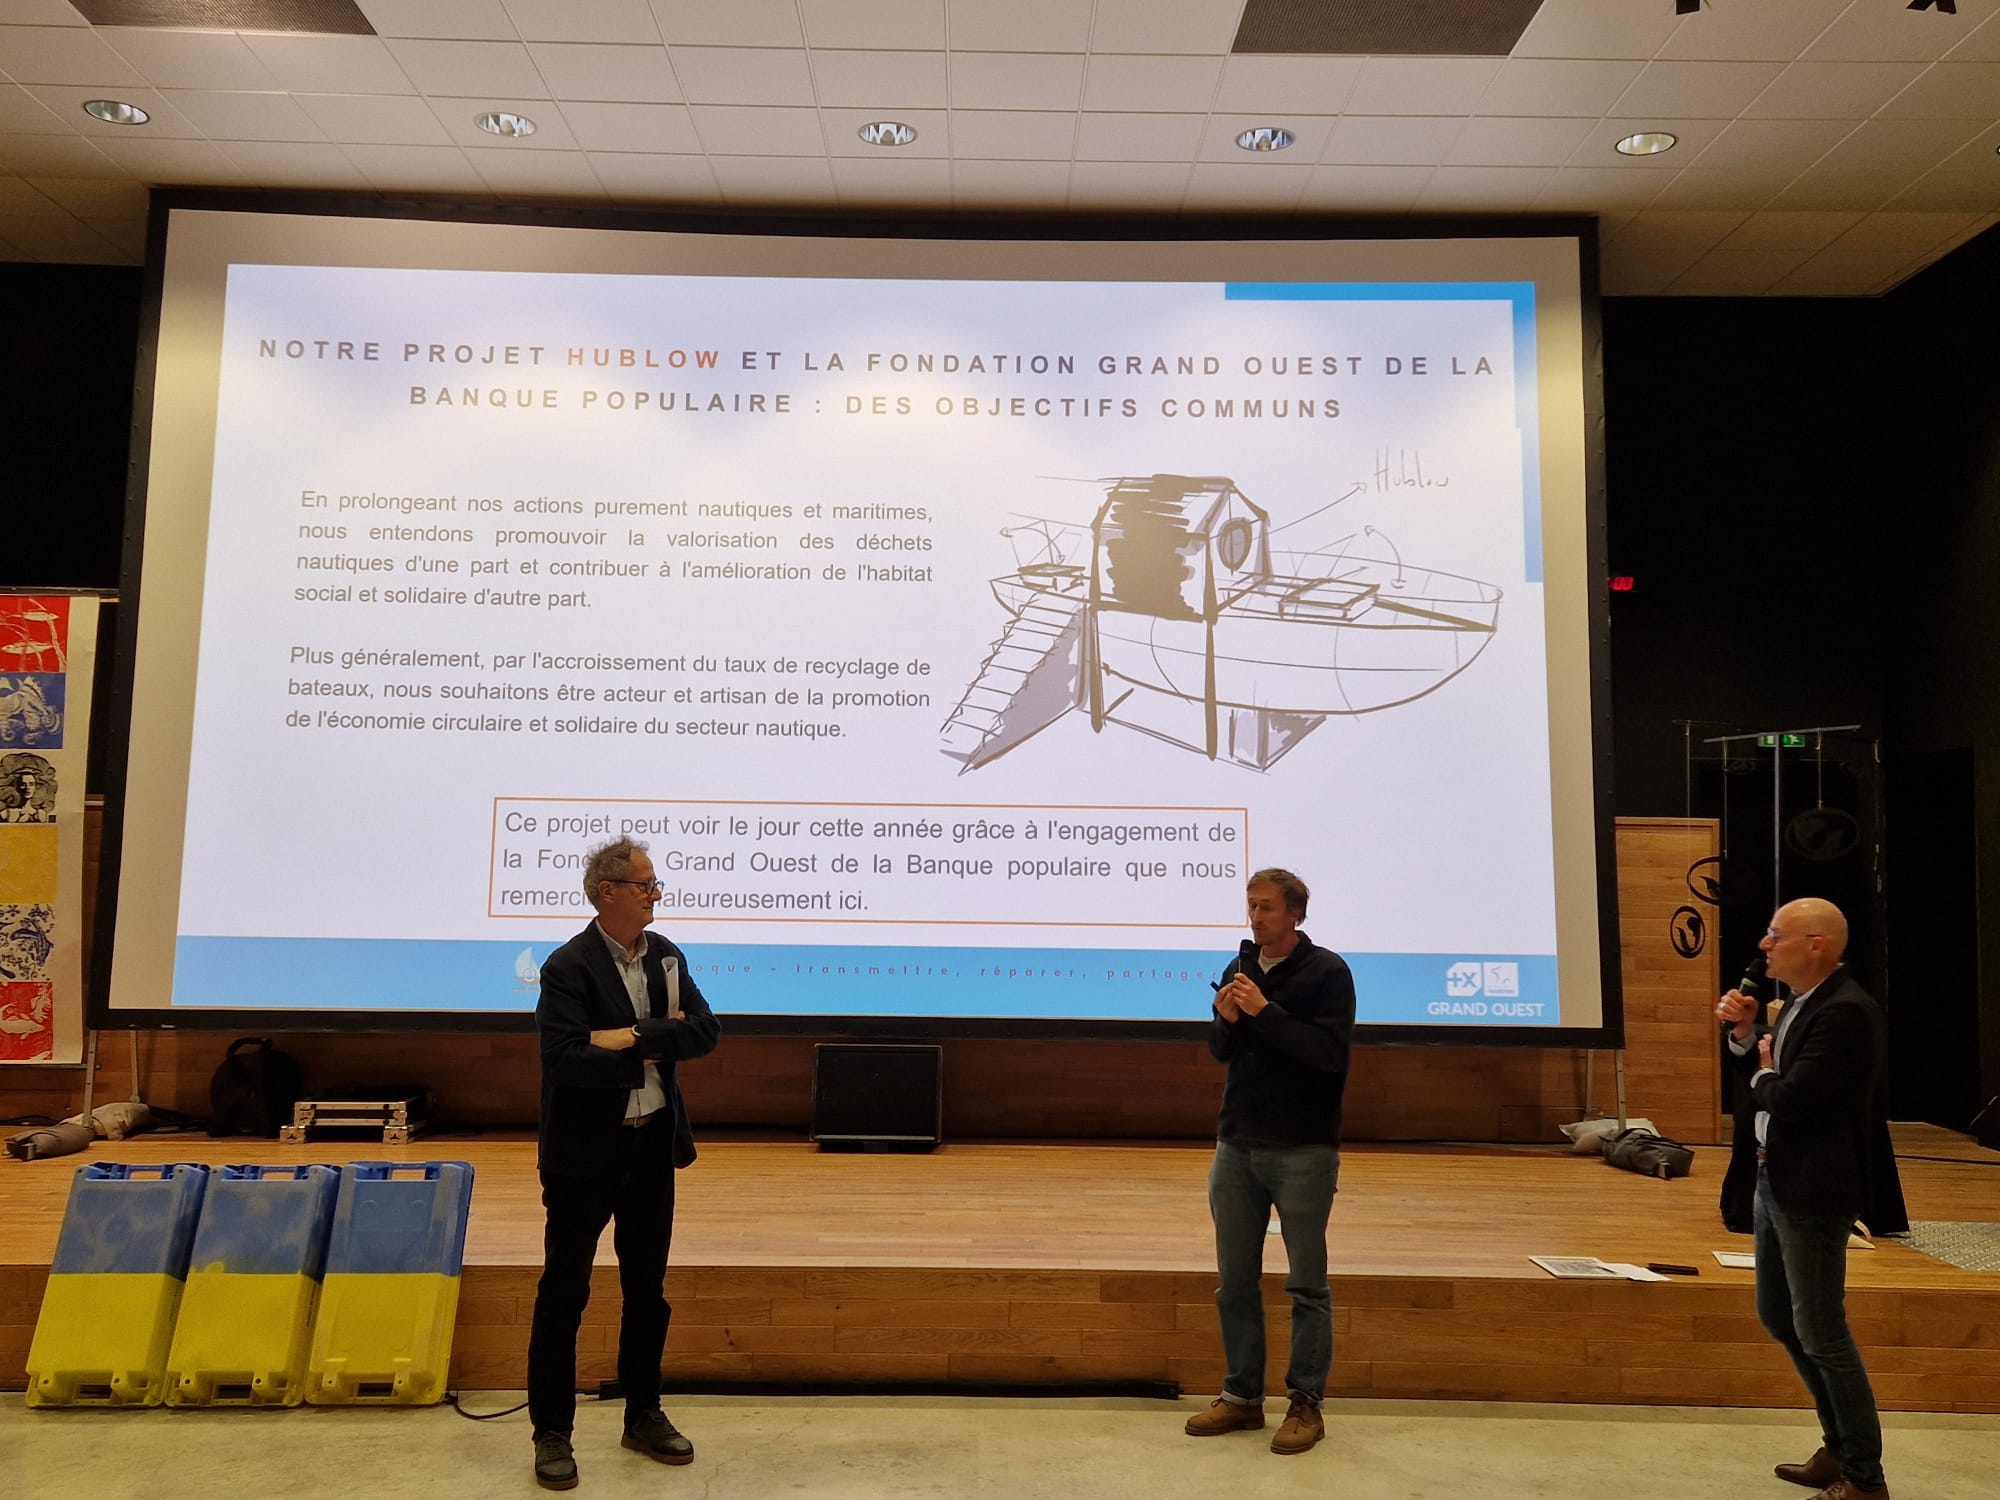 NOTRE PROJET HUBLOW ET LA FONDATION GRAND OUEST DE LA
BANQUE POPULAIRE : DES OBJECTIFS COMMUNS
Hublow
En prolongeant nos actions purement nautiques et maritimes,
nous entendons promouvoir la valorisation des déchets
nautiques d'une part et contribuer à l'amélioration de l'habitat
social et solidaire d'autre part.
Plus généralement, par l'accroissement du taux de recyclage de
bateaux, nous souhaitons être acteur et artisan de la promotion
de l'économie circulaire et solidaire du secteur nautique.
Ce projet peut voir le jour cette année grâce à l'engagement de
la Fon Grand Ouest de la Banque populaire que nous
remerci aleureusement ici.
oque - transmettre, réparer, partager
+X
GRAND OUEST